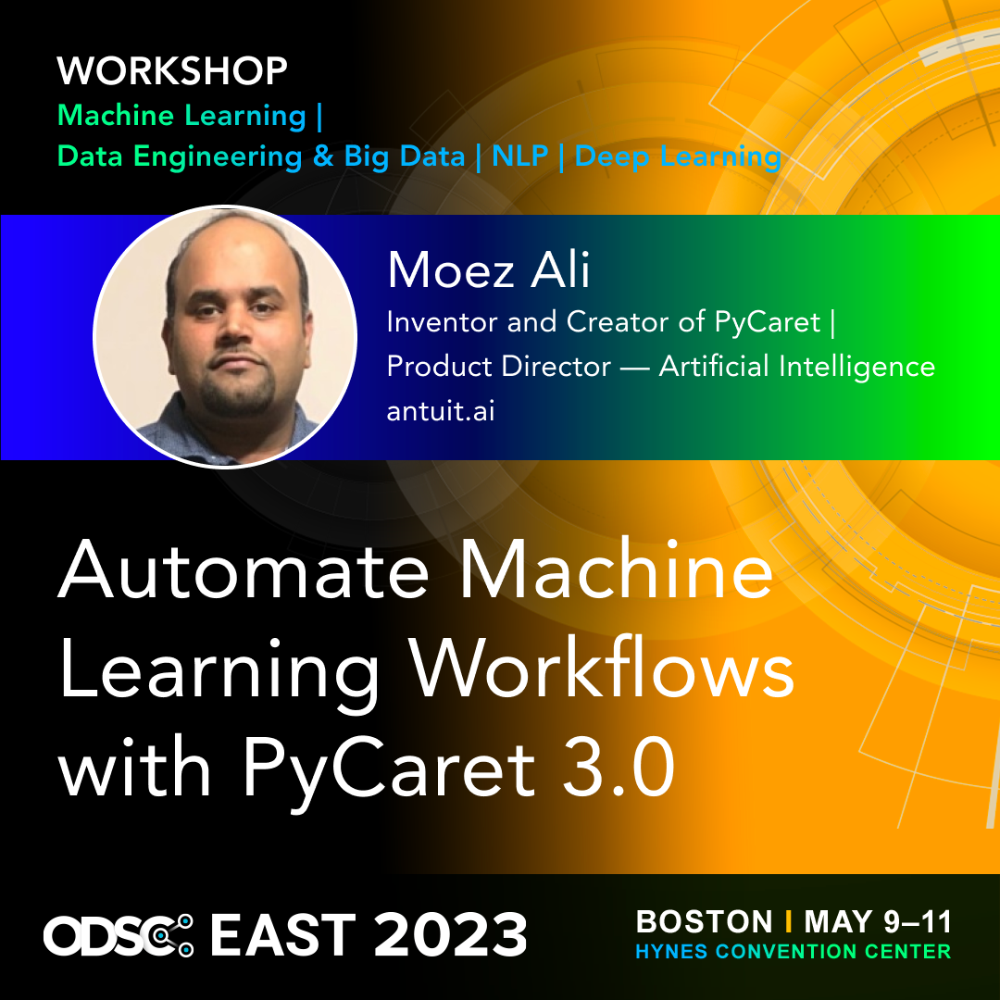 WORKSHOP
Machine Learning |
Data Engineering & Big Data | NLP | Deep Learning
Moez Ali
Inventor and Creator of PyCaret |
Product Director — Artificial Intelligence
antuit.ai
Automate Machine
Learning Workflows
with PyCaret 3.0
ODSC EAST 2023
BOSTON | MAY 9–11
HYNES CONVENTION CENTER